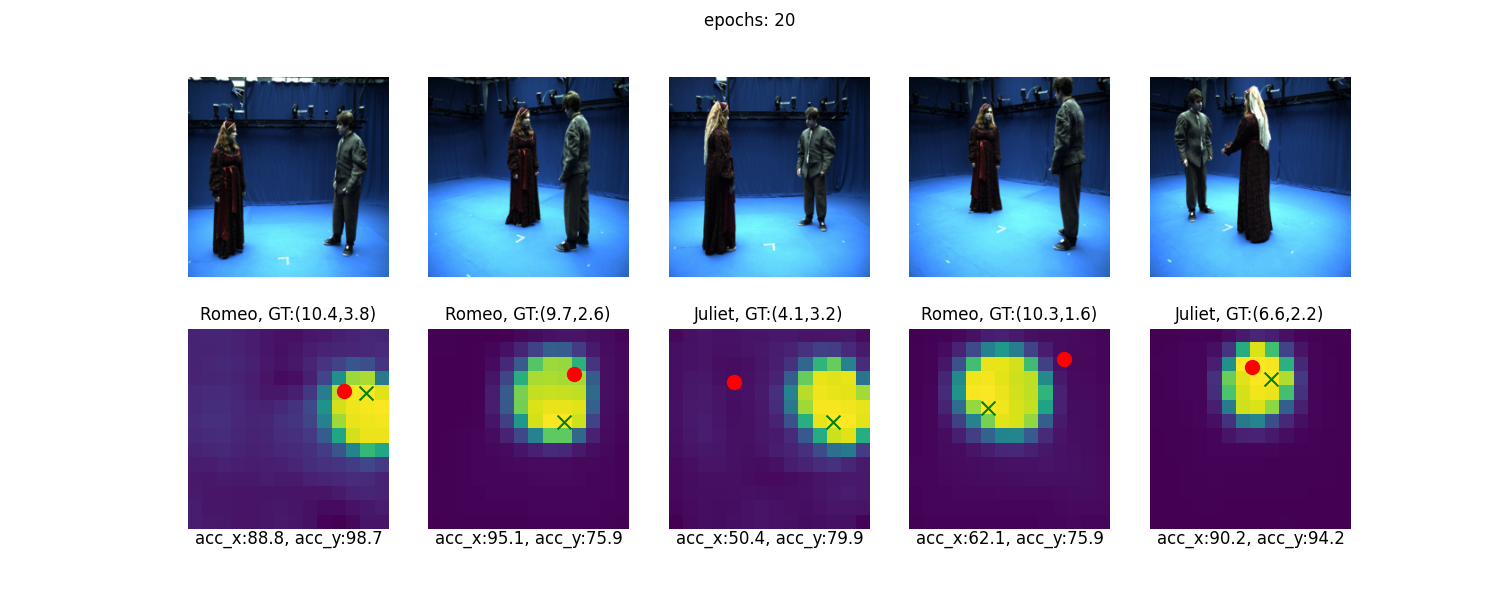 epochs: 20
Romeo, GT:(10.4,3.8)
Romeo, GT:(9.7,2.6)
Juliet, GT:(4.1,3.2)
Romeo, GT:(10.3,1.6)
Juliet, GT:(6.6,2.2)
acc_x:88.8, acc_y:98.7
acc_x:95.1, acc_y:75.9
acc_x:50.4, acc_y:79.9
acc_x:62.1, acc_y:75.9
acc_x:90.2, acc_y:94.2